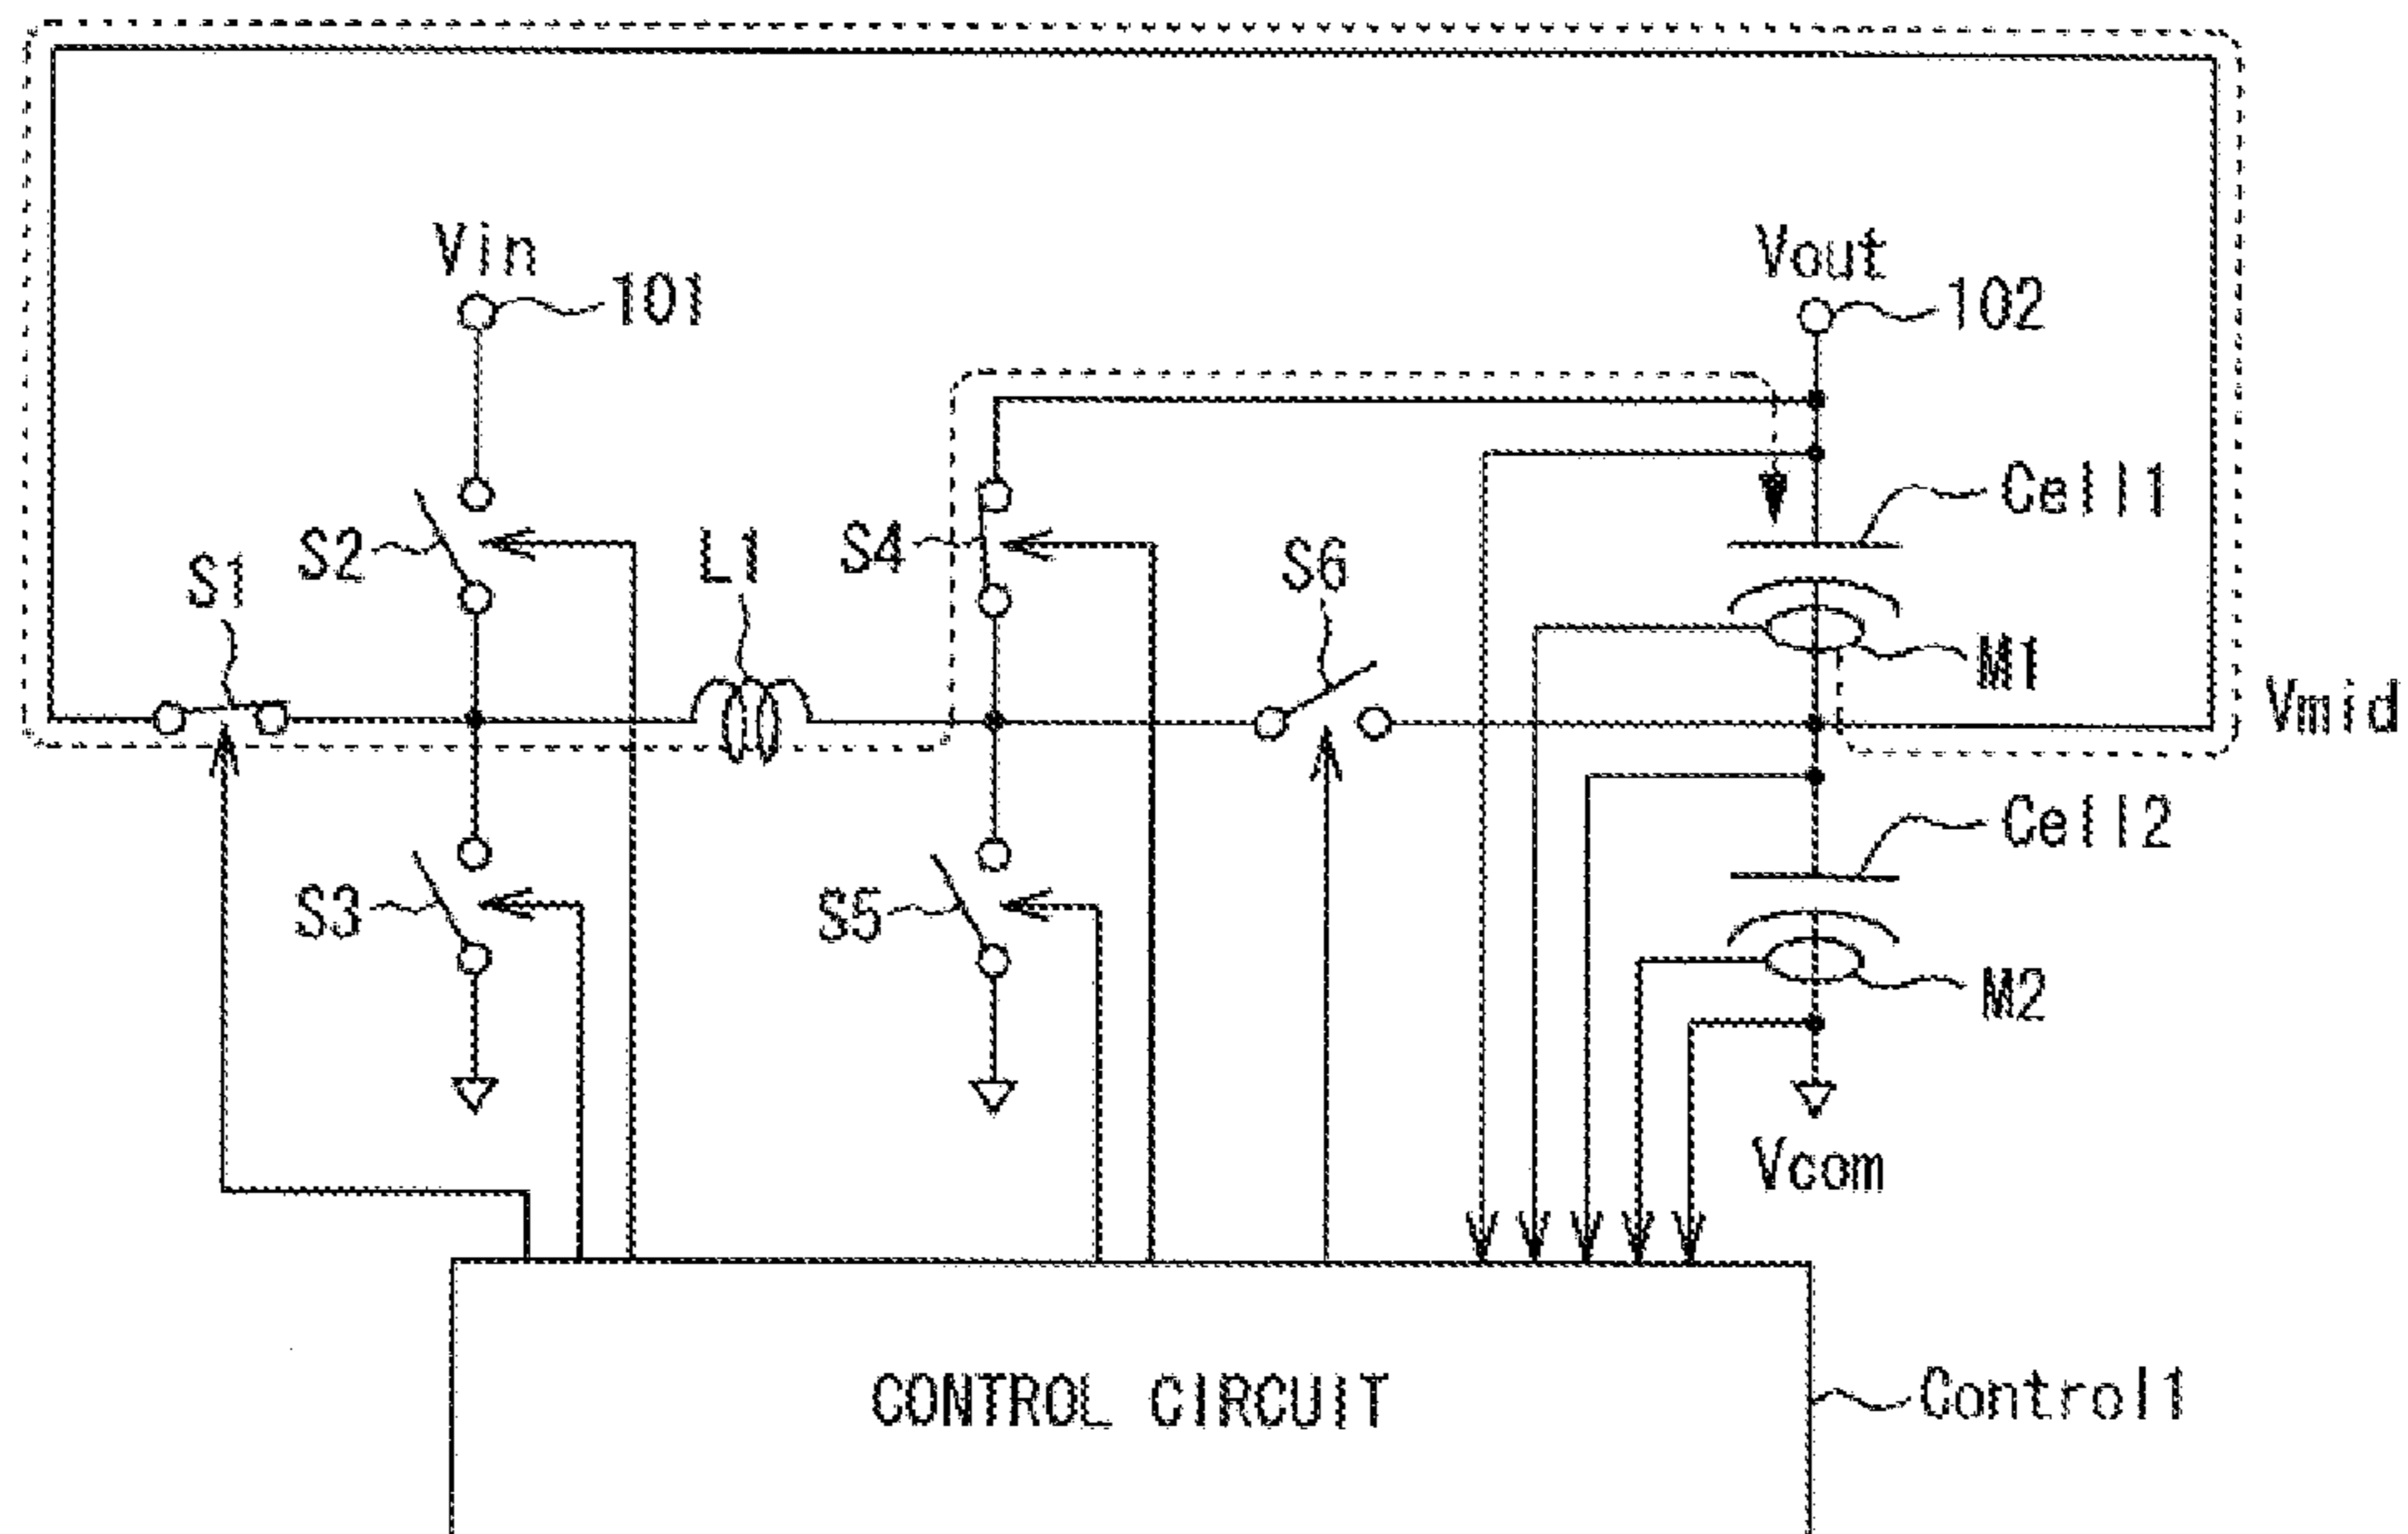 Vin
101
Vout
102
Cell1
S2
L1
S4
S6
S1
M1
Vmid
Cell2
S3
S5
M2
Vcom
CONTROL CIRCUIT
Control1